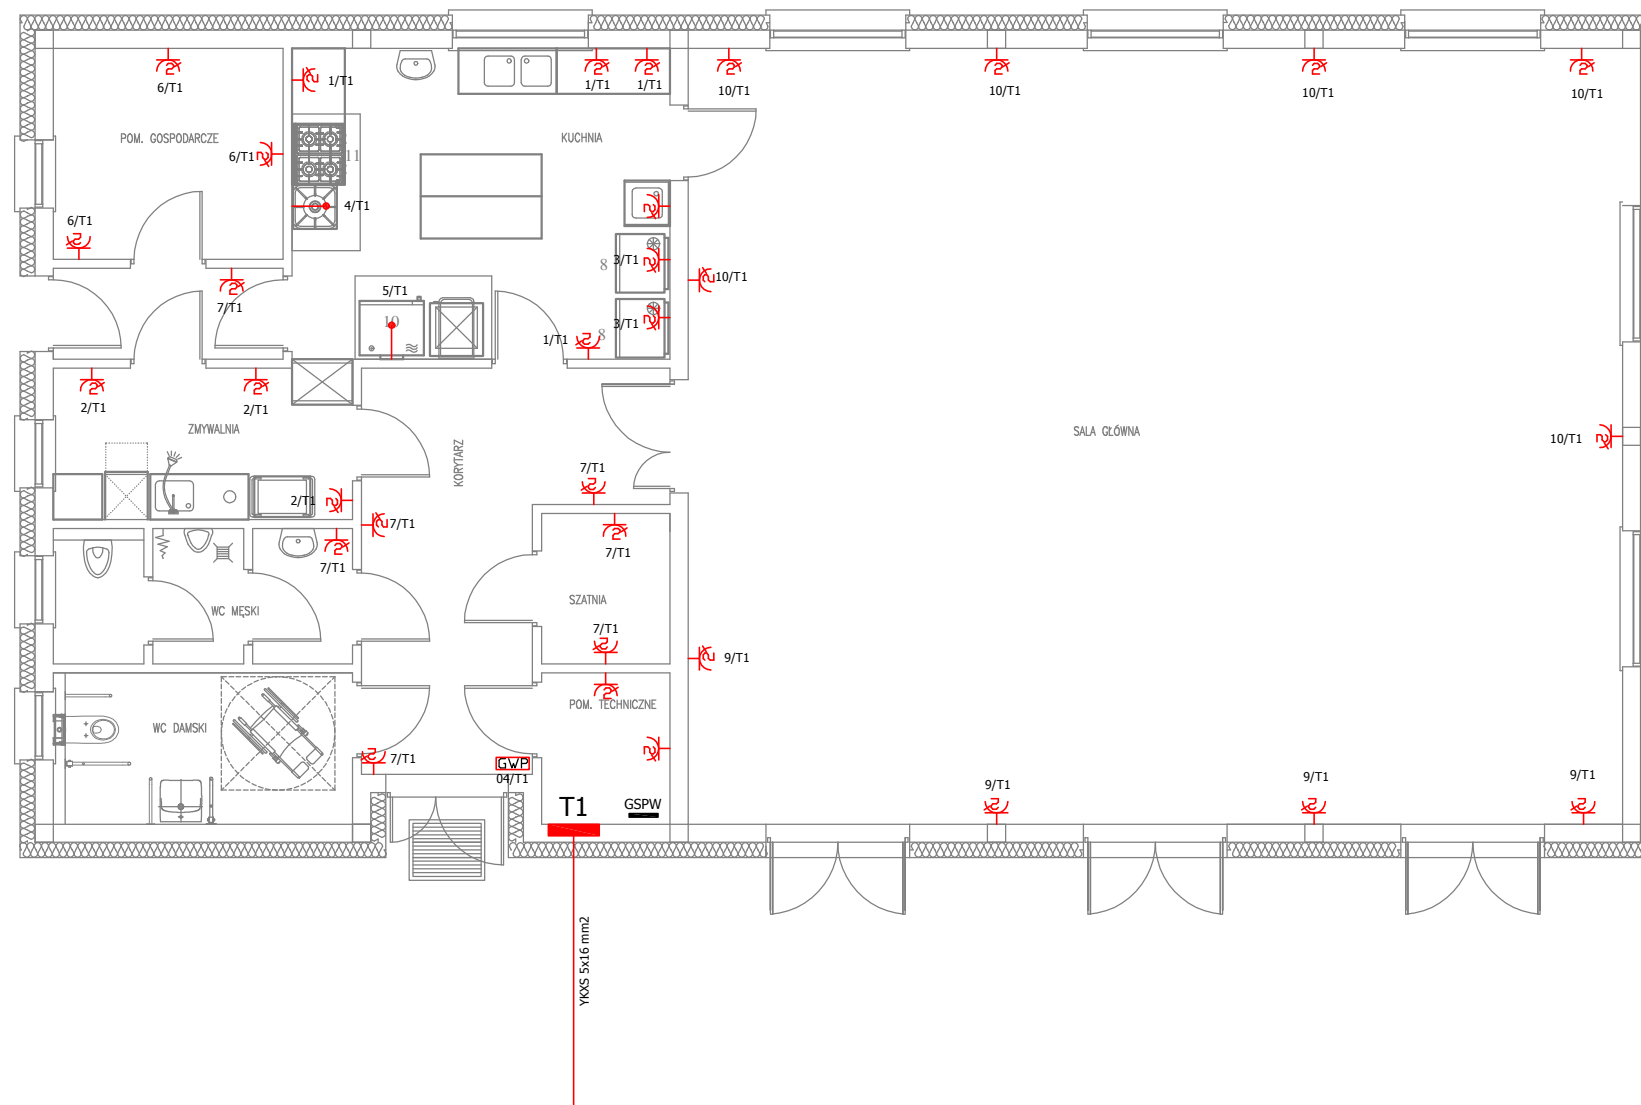 6/T1
1/T1
1/T1
1/T1
10/T1
10/T1
10/T1
10/T1
POM. GOSPODARCZE
KUCHNIA
6/T1
11
4/T1
6/T1
3/T1
8
10/T1
7/T1
5/T1
10
3/T1
8
1/T1
2/T1
2/T1
ZMYWALNIA
KORYTARZ
SALA GŁÓWNA
10/T1
7/T1
2/T1
7/T1
7/T1
7/T1
WC MĘSKI
SZATNIA
7/T1
9/T1
WC DAMSKI
POM. TECHNICZNE
7/T1
GWP
04/T1
T1
GSPW
9/T1
9/T1
9/T1
YKXS 5x16 mm2